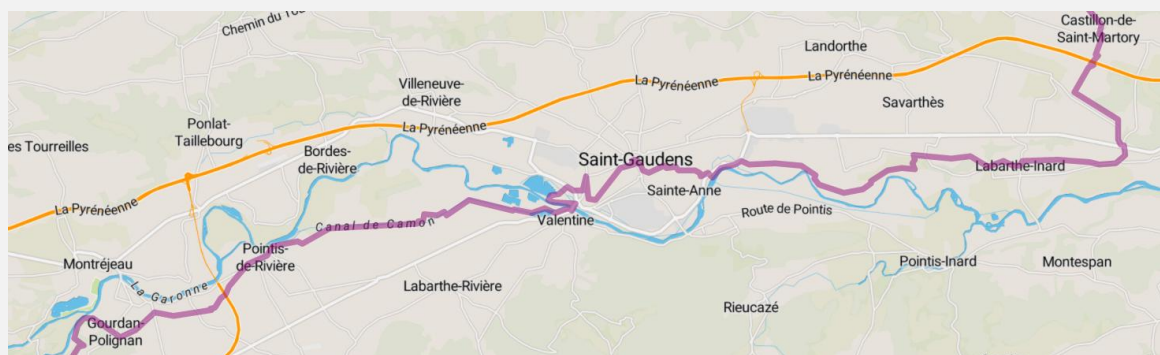 Chemin du Tou
Castillon-de-
Saint-Martory
Landorthe
La Pyrénéenne
La Pyrénéenne
Villeneuve-
de-Rivière
Savarthès
Ponlat-
Taillebourg
La Pyrénéenne
es Tourreilles
Bordes-
de-Rivière
Saint-Gaudens
Labarthe-Inard
Sainte-Anne
La Pyrénéenne
Route de Pointis
Canal de Camon
Valentine
Pointis-
de-Rivière
Montréjeau
Pointis-Inard
Montespan
La Garonne
Labarthe-Rivière
Rieucazé
Gourdan-
Polignan